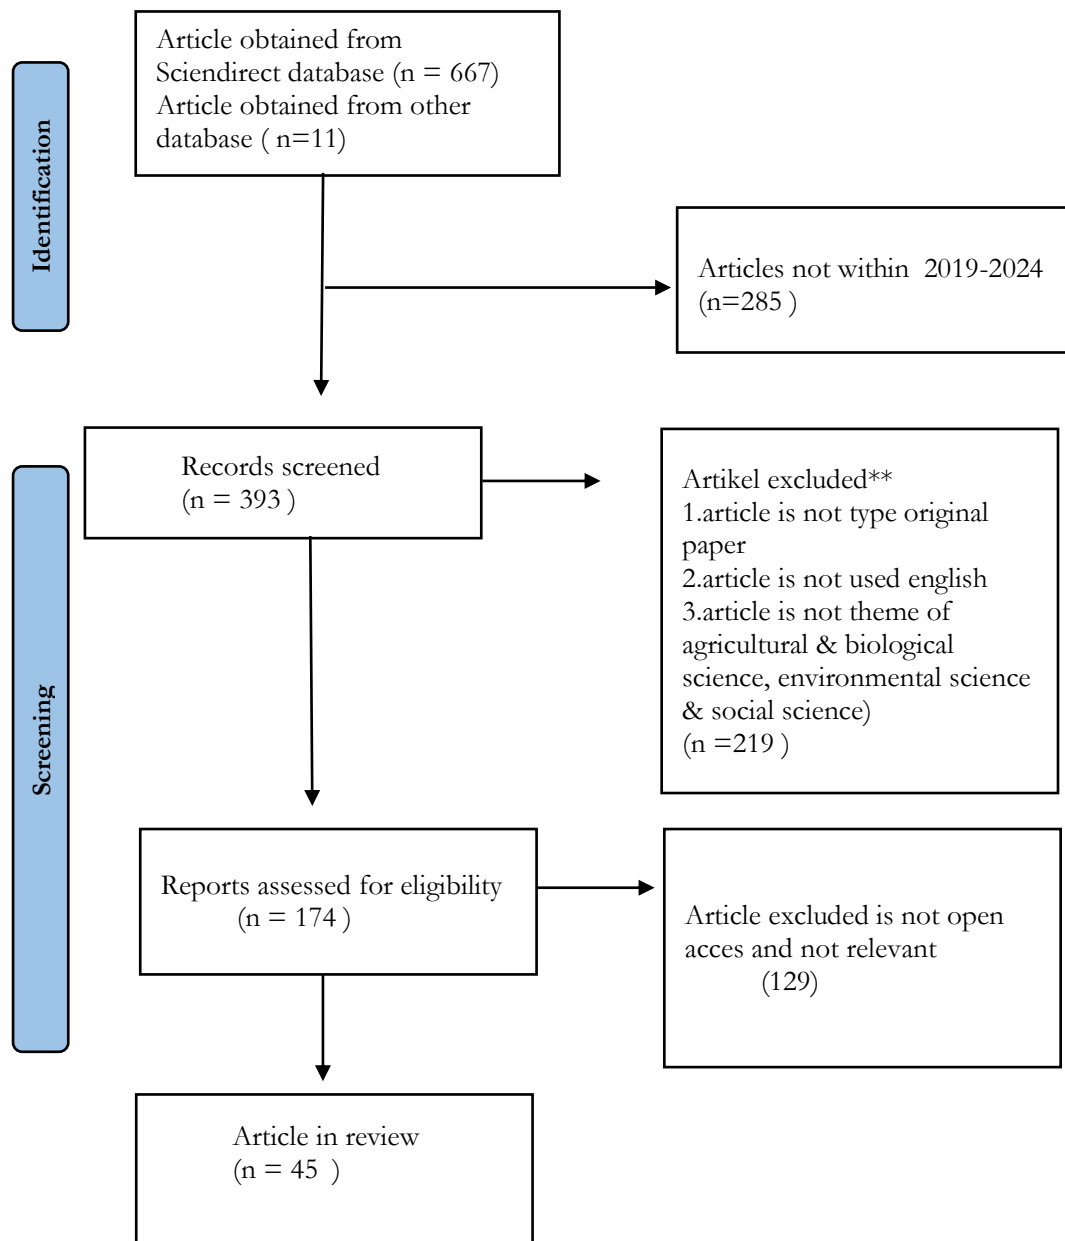 Article obtained from
Sciendirect database (n = 667)
Article obtained from other
database ( n=11)
Identification
Articles not within  2019-2024
(n=285 )
Records screened
(n = 393 )
Artikel excluded**
1.article is not type original
paper
2.article is not used english
3.article is not theme of
agricultural & biological
science, environmental science
& social science)
(n =219 )
Screening
Reports assessed for eligibility
(n = 174 )
Article excluded is not open
acces and not relevant
(129)
Article in review
(n = 45  )